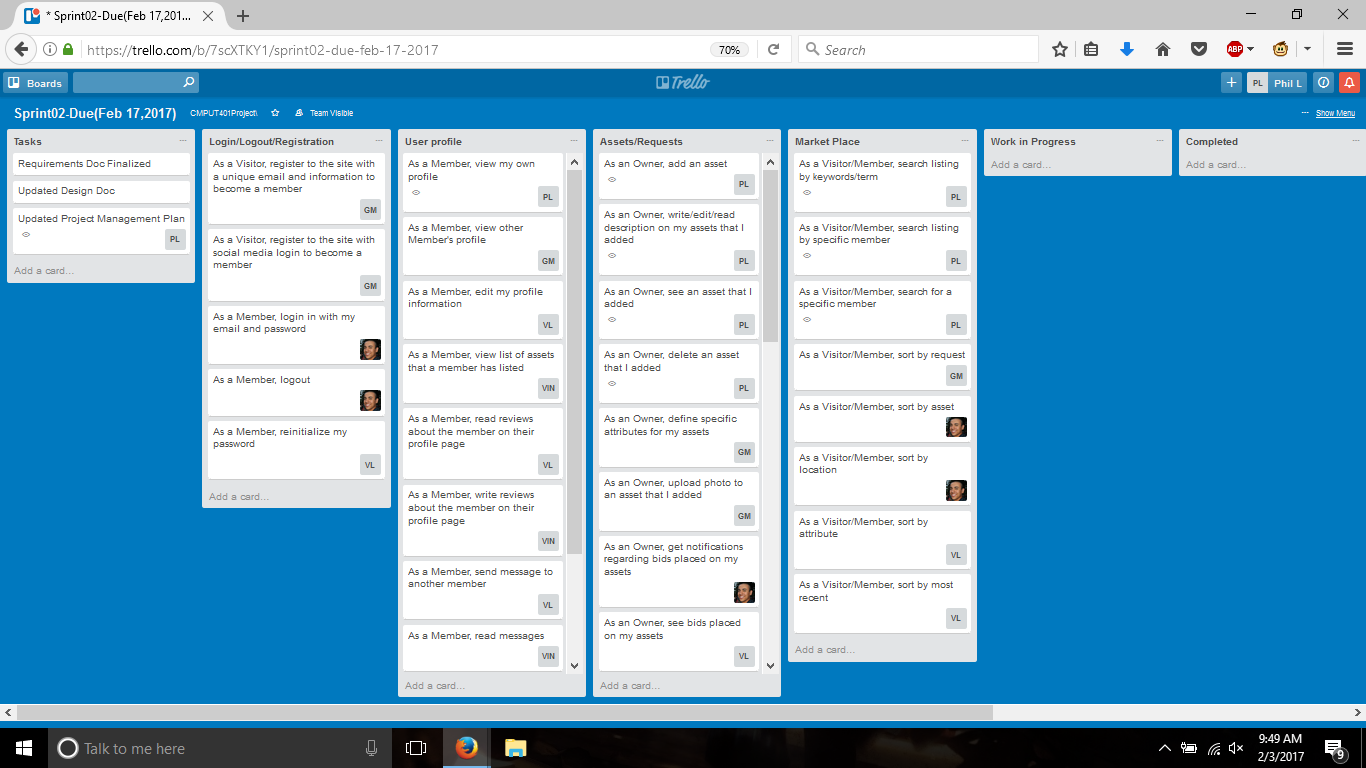 * Sprint02-Due(Feb 17,201...
https://trello.com/b/7scXTKY1/sprint02-due-feb-17-2017
70%
Search
ABP
Boards
Trello
PL
Phil L
Sprint02-Due(Feb 17,2017)
CMPUT401Project\
Team Visible
Show Menu
Tasks
Requirements Doc Finalized
Updated Design Doc
Updated Project Management Plan
PL
Add a card...
Login/Logout/Registration
As a Visitor, register to the site with
a unique email and information to
become a member
GM
As a Visitor, register to the site with
social media login to become a
member
GM
As a Member, login in with my
email and password
As a Member, logout
As a Member, reinitialize my
password
VL
Add a card...
User profile
As a Member, view my own
profile
PL
As a Member, view other
Member's profile
GM
As a Member, edit my profile
information
VL
As a Member, view list of assets
that a member has listed
VIN
As a Member, read reviews
about the member on their
profile page
VL
As a Member, write reviews
about the member on their
profile page
VIN
As a Member, send message to
another member
VL
As a Member, read messages
VIN
Add a card...
Assets/Requests
As an Owner, add an asset
PL
As an Owner, write/edit/read
description on my assets that I
added
PL
As an Owner, see an asset that I
added
PL
As an Owner, delete an asset
that I added
PL
As an Owner, define specific
attributes for my assets
GM
As an Owner, upload photo to
an asset that I added
GM
As an Owner, get notifications
regarding bids placed on my
assets
As an Owner, see bids placed
on my assets
VL
Add a card...
Market Place
As a Visitor/Member, search listing
by keywords/term
PL
As a Visitor/Member, search listing
by specific member
PL
As a Visitor/Member, search for a
specific member
PL
As a Visitor/Member, sort by request
GM
As a Visitor/Member, sort by asset
As a Visitor/Member, sort by
location
As a Visitor/Member, sort by
attribute
VL
As a Visitor/Member, sort by most
recent
VL
Add a card...
Work in Progress
Add a card...
Completed
Add a card...
Talk to me here
9:49 AM
2/3/2017
9